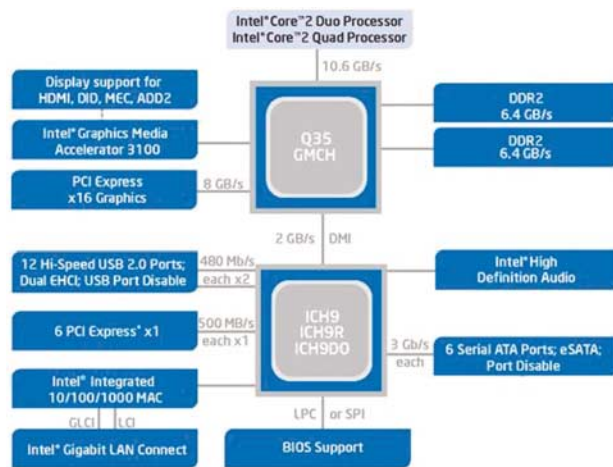 Intel® Core™2 Duo Processor
Intel® Core™2 Quad Processor
10.6 GB/s
Display support for
HDMI, DID, MEC, ADD2
Intel® Graphics Media
Accelerator 3100
PCI Express
x16 Graphics
8 GB/s
Q35
GMCH
DDR2
6.4 GB/s
DDR2
6.4 GB/s
2 GB/s
DMI
12 Hi-Speed USB 2.0 Ports;
Dual EHCI; USB Port Disable
480 Mb/s
each x2
6 PCI Express* x1
500 MB/s
each x1
Intel® Integrated
10/100/1000 MAC
GLCI
LCI
Intel® Gigabit LAN Connect
ICH9
ICH9R
ICH9DO
Intel® High
Definition Audio
3 Gb/s
each
6 Serial ATA Ports; eSATA;
Port Disable
LPC or SPI
BIOS Support